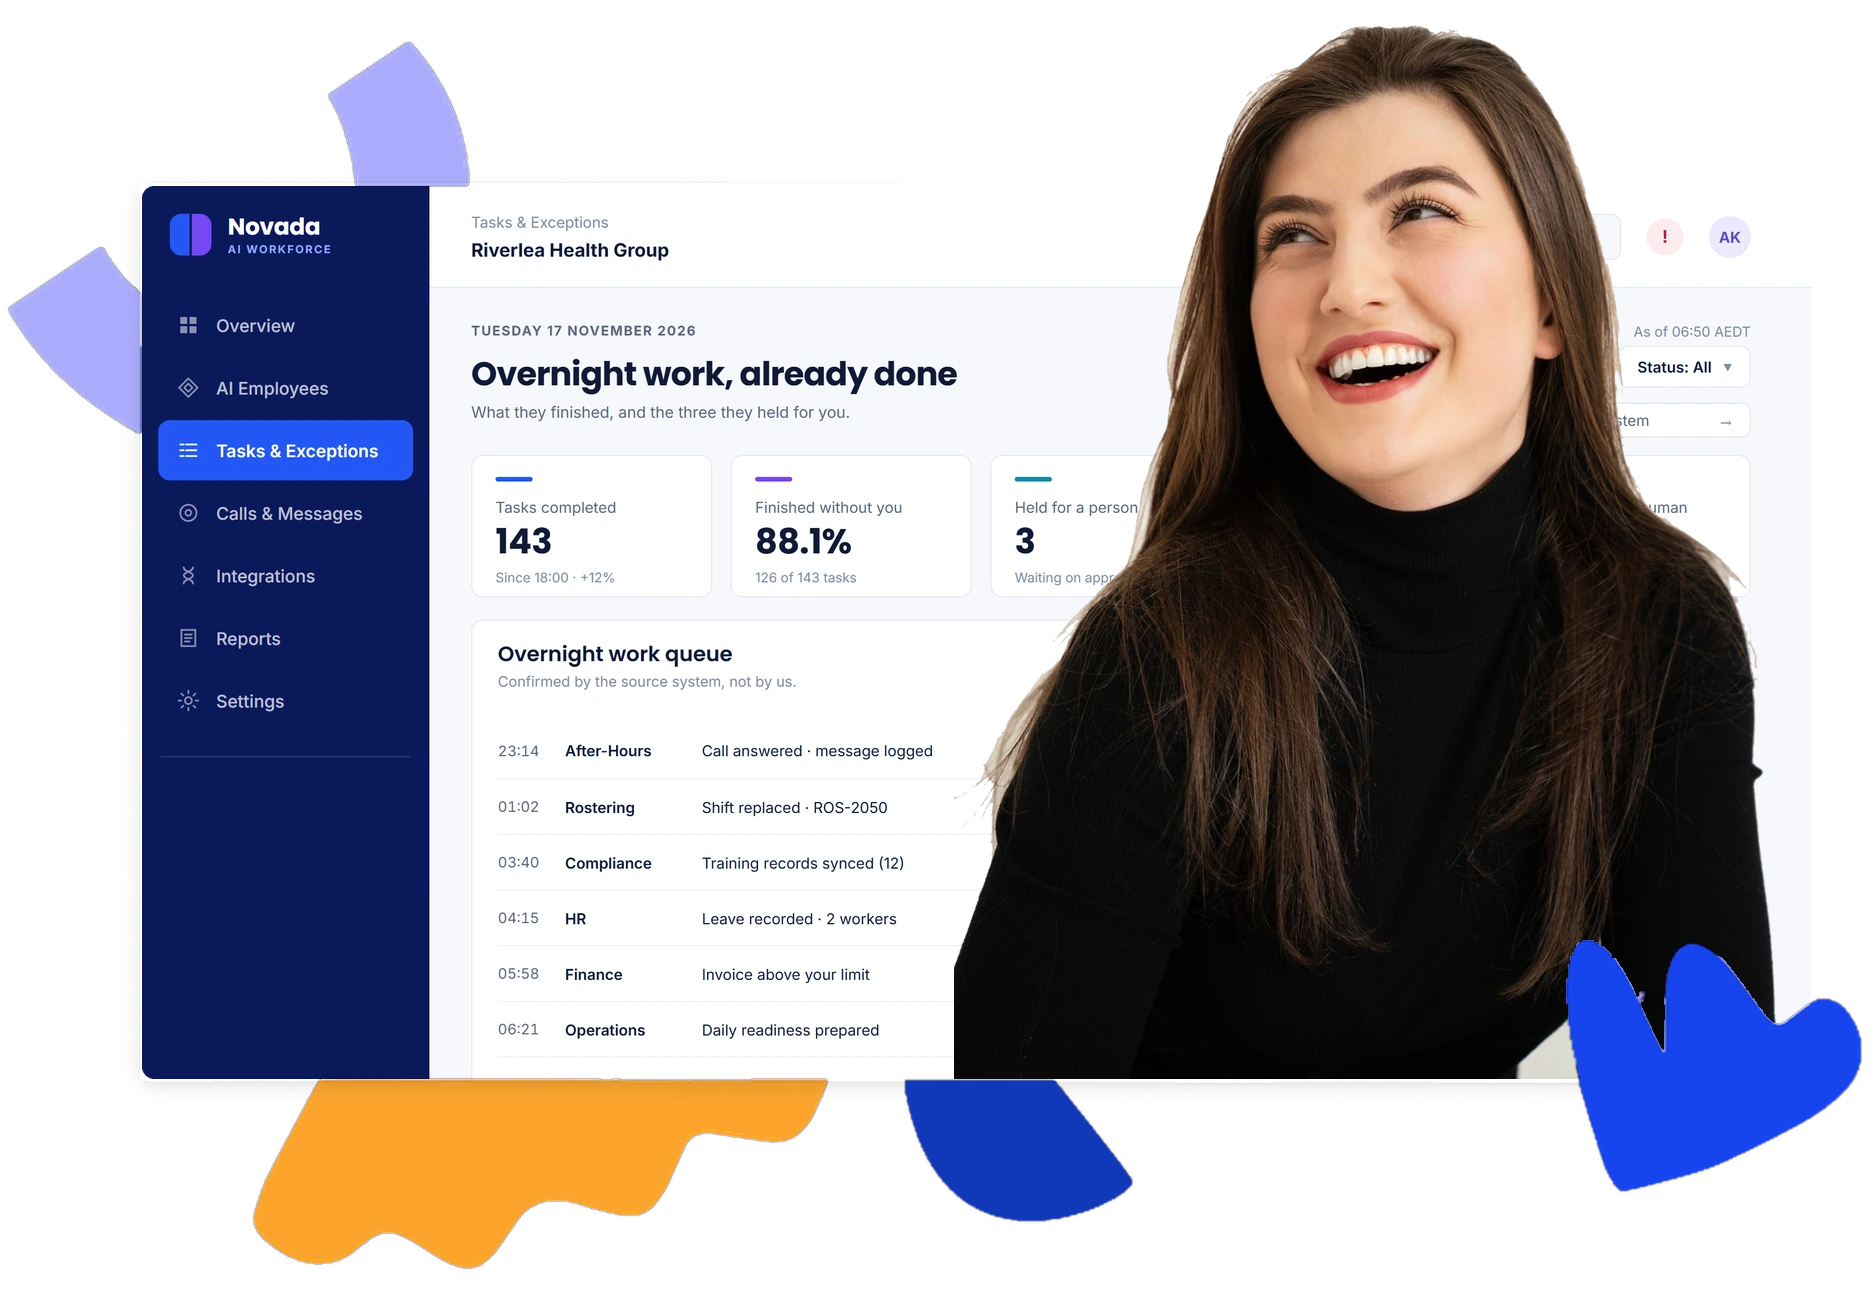 Novada
AI WORKFORCE
Overview
AI Employees
Tasks & Exceptions
Calls & Messages
Integrations
Reports
Settings
Tasks & Exceptions
Riverlea Health Group
! AK
TUESDAY 17 NOVEMBER 2026
As of 06:50 AEDT
Overnight work, already done
Status: All ▼
What they finished, and the three they held for you.
→
Tasks completed
143
Since 18:00 · +12%
Finished without you
88.1%
126 of 143 tasks
Held for a person
3
Waiting on
Overnight work queue
Confirmed by the source system, not by us.
23:14 After-Hours Call answered · message logged
01:02 Rostering Shift replaced · ROS-2050
03:40 Compliance Training records synced (12)
04:15 HR Leave recorded · 2 workers
05:58 Finance Invoice above your limit
06:21 Operations Daily readiness prepared